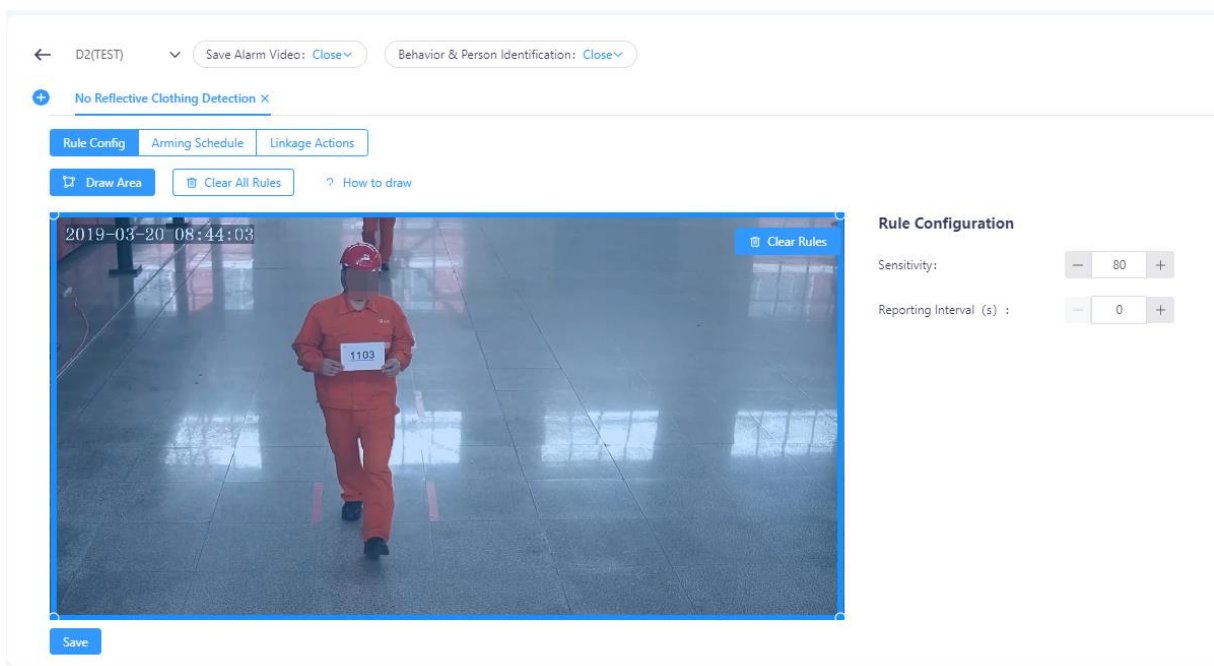 D2(TEST) Save Alarm Video: Close Behavior & Person Identification: Close
No Reflective Clothing Detection ×
Rule Config Arming Schedule Linkage Actions
Draw Area Clear All Rules ? How to draw
2019-03-20 08:44:03
Clear Rules
1103
Rule Configuration
Sensitivity: − 80 +
Reporting Interval (s) : − 0 +
Save